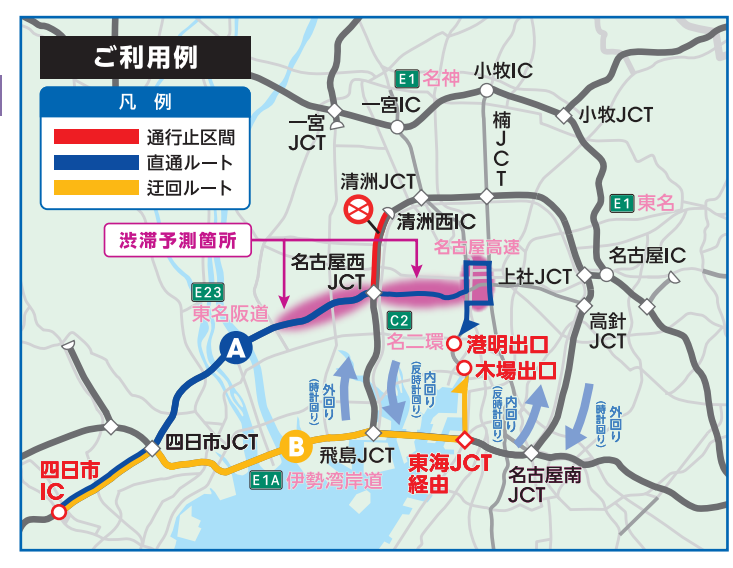 ご利用例
凡 例
通行止区間
直通ルート
迂回ルート
E1 名神
小牧IC
一宮IC
一宮
JCT
楠JCT
小牧JCT
清洲JCT
清洲西IC
E1 東名
渋滞予測箇所
名古屋高速
名古屋西
JCT
上社JCT
名古屋IC
E23
東名阪道
C2
名二環
高針
JCT
A
港明出口
木場出口
外回り
(時計回り)
内回り
(反時計回り)
内回り
(反時計回り)
外回り
(時計回り)
四日市JCT
B
飛島JCT
東海JCT
経由
名古屋南
JCT
四日市
IC
E1A 伊勢湾岸道